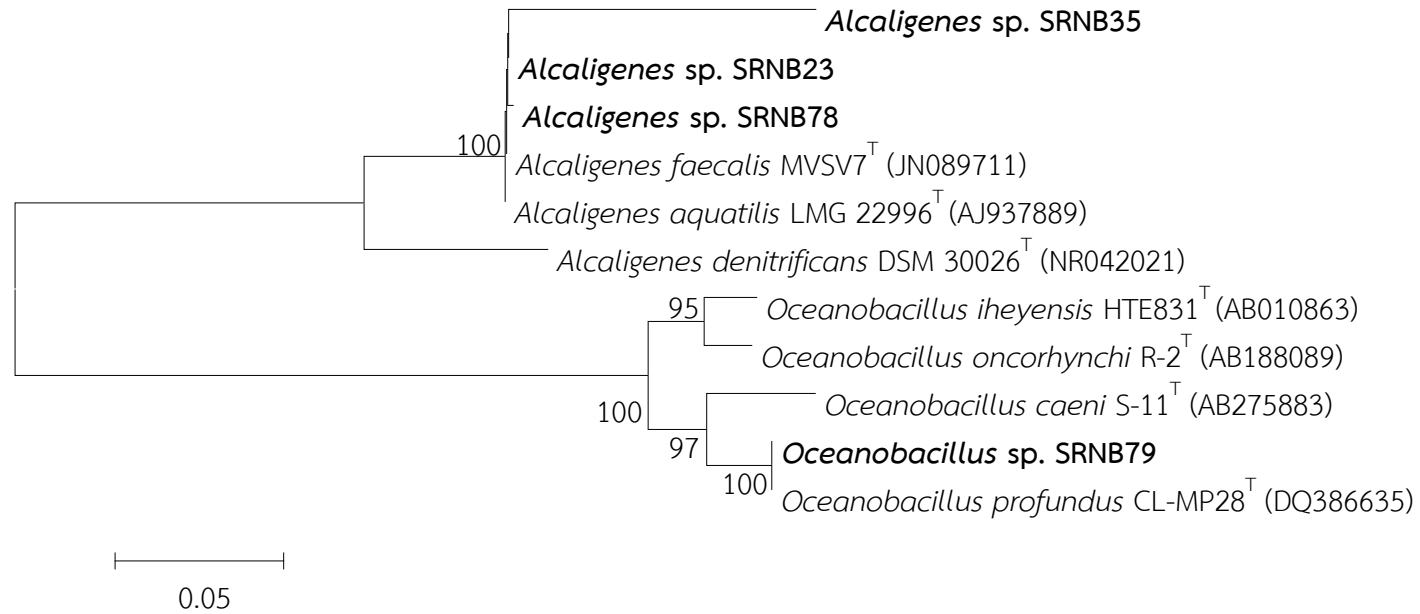 Alcaligenes sp. SRNB35
Alcaligenes sp. SRNB23
Alcaligenes sp. SRNB78
100
Alcaligenes faecalis MVSV7ᵀ (JN089711)
Alcaligenes aquatilis LMG 22996ᵀ (AJ937889)
Alcaligenes denitrificans DSM 30026ᵀ (NR042021)
95
Oceanobacillus iheyensis HTE831ᵀ (AB010863)
Oceanobacillus oncorhynchi R-2ᵀ (AB188089)
Oceanobacillus caeni S-11ᵀ (AB275883)
100
97
Oceanobacillus sp. SRNB79
100
Oceanobacillus profundus CL-MP28ᵀ (DQ386635)
0.05